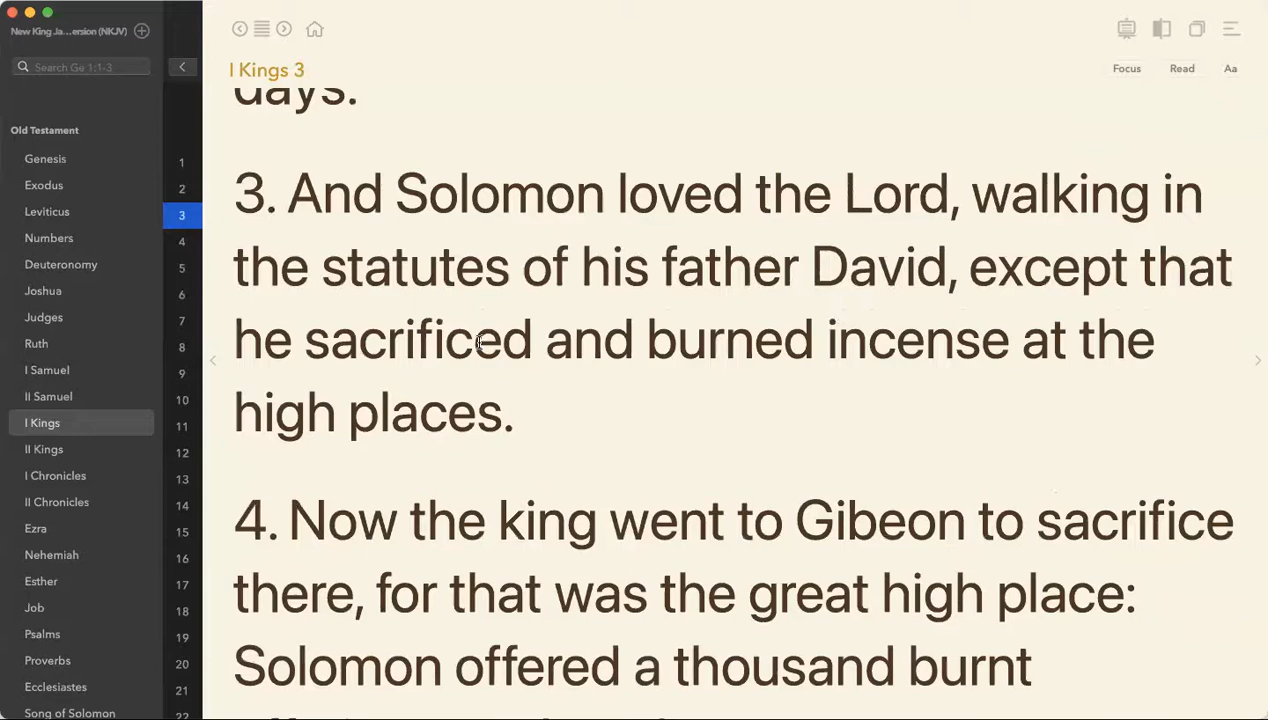 New King Ja...ersion (NKJV)
Search Ge 1:1-3
I Kings 3
Focus
Read
Aa
Old Testament
Genesis
Exodus
Leviticus
Numbers
Deuteronomy
Joshua
Judges
Ruth
I Samuel
II Samuel
I Kings
II Kings
I Chronicles
II Chronicles
Ezra
Nehemiah
Esther
Job
Psalms
Proverbs
Ecclesiastes
Song of Solomon
1
2
3
4
5
6
7
8
9
10
11
12
13
14
15
16
17
18
19
20
21
22
days.
3. And Solomon loved the Lord, walking in
the statutes of his father David, except that
he sacrificed and burned incense at the
high places.
4. Now the king went to Gibeon to sacrifice
there, for that was the great high place:
Solomon offered a thousand burnt